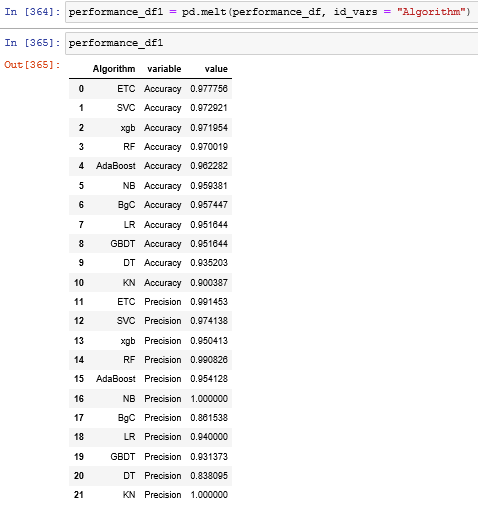 In [364]: performance_df1 = pd.melt(performance_df, id_vars = "Algorithm")
In [365]: performance_df1
Out[365]:
Algorithm variable value
0 ETC Accuracy 0.977756
1 SVC Accuracy 0.972921
2 xgb Accuracy 0.971954
3 RF Accuracy 0.970019
4 AdaBoost Accuracy 0.962282
5 NB Accuracy 0.959381
6 BgC Accuracy 0.957447
7 LR Accuracy 0.951644
8 GBDT Accuracy 0.951644
9 DT Accuracy 0.935203
10 KN Accuracy 0.900387
11 ETC Precision 0.991453
12 SVC Precision 0.974138
13 xgb Precision 0.950413
14 RF Precision 0.990826
15 AdaBoost Precision 0.954128
16 NB Precision 1.000000
17 BgC Precision 0.861538
18 LR Precision 0.940000
19 GBDT Precision 0.931373
20 DT Precision 0.838095
21 KN Precision 1.000000